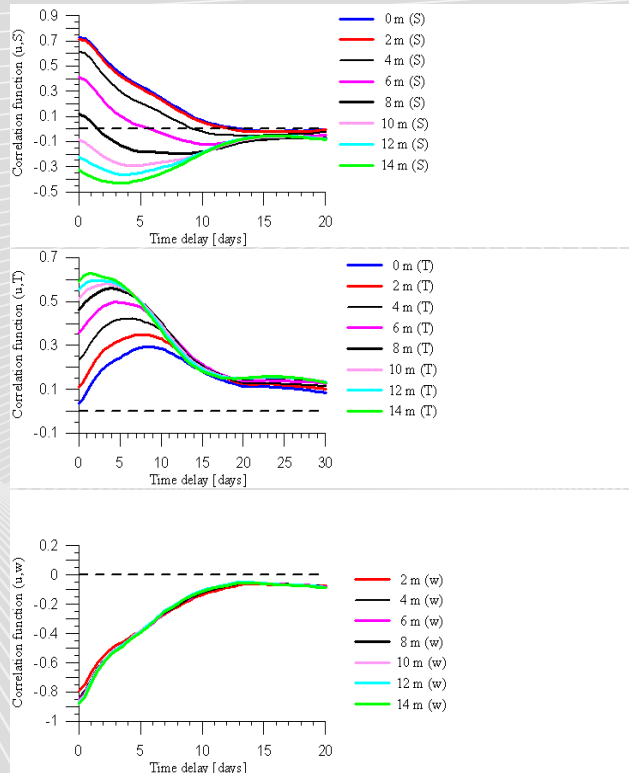 Correlation function (u,S)
0.9
0.7
0.5
0.3
0.1
-0.1
-0.3
-0.5
0 5 10 15 20
Time delay [days]
0 m (S)
2 m (S)
4 m (S)
6 m (S)
8 m (S)
10 m (S)
12 m (S)
14 m (S)
Correlation function (u,T)
0.7
0.5
0.3
0.1
-0.1
0 5 10 15 20 25 30
Time delay [days]
0 m (T)
2 m (T)
4 m (T)
6 m (T)
8 m (T)
10 m (T)
12 m (T)
14 m (T)
Correlation function (u,w)
0.2
0
-0.2
-0.4
-0.6
-0.8
-1
0 5 10 15 20
Time delay [days]
2 m (w)
4 m (w)
6 m (w)
8 m (w)
10 m (w)
12 m (w)
14 m (w)